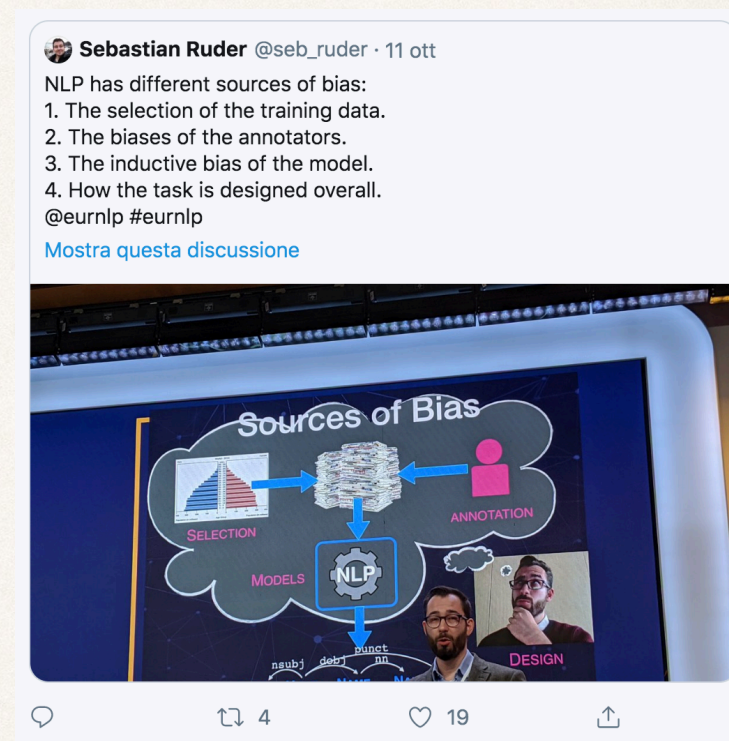 Sebastian Ruder @seb_ruder · 11 ott
NLP has different sources of bias:
1. The selection of the training data.
2. The biases of the annotators.
3. The inductive bias of the model.
4. How the task is designed overall.
@eurnlp #eurnlp
Mostra questa discussione
Sources of Bias
SELECTION
ANNOTATION
MODELS
NLP
DESIGN
punct
nsubj dobj nn
4 19